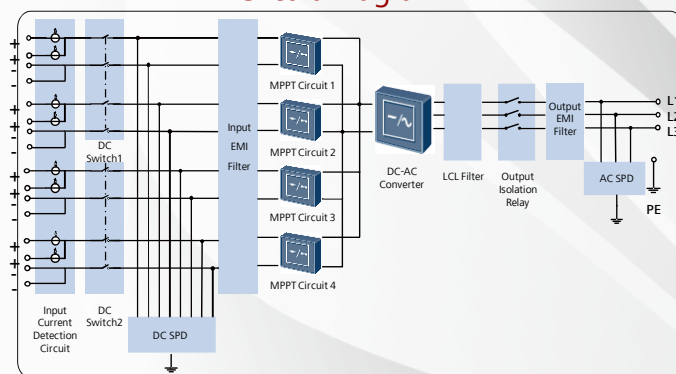 +
+
-
-
+
+
-
-
+
+
-
-
+
+
-
-
DC
Switch1
Input
EMI
Filter
MPPT Circuit 1
MPPT Circuit 2
MPPT Circuit 3
MPPT Circuit 4
DC-AC
Converter
LCL Filter
Output
Isolation
Relay
Output
EMI
Filter
L1
L2
L3
AC SPD
PE
Input
Current
Detection
Circuit
DC
Switch2
DC SPD